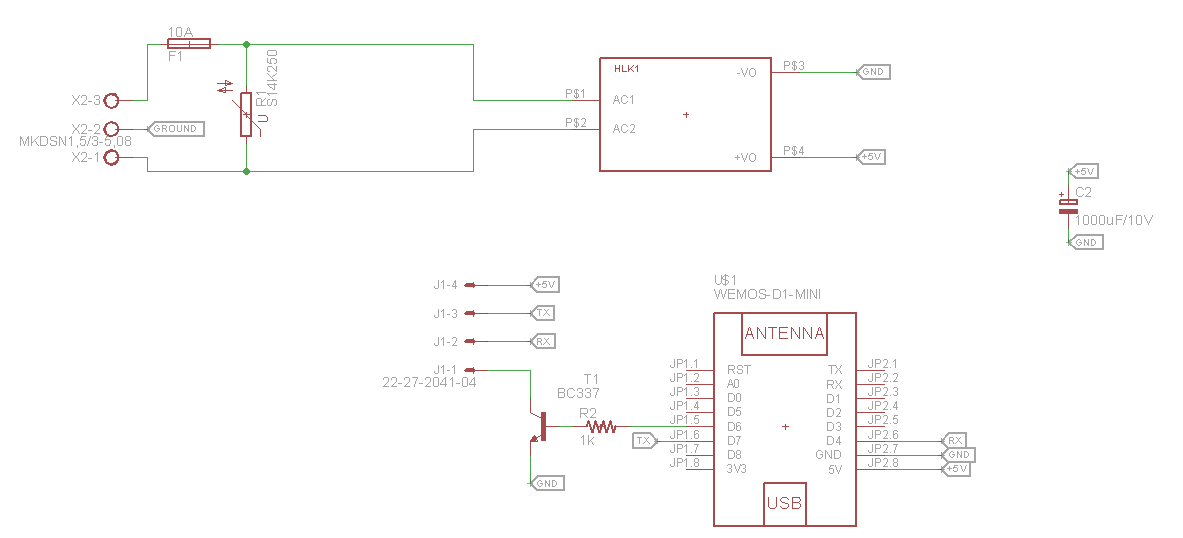 10A
F1
S14K250
R1
U
X2-3
X2-2
GROUND
MKDSN1,5/3-5,08
X2-1
HLK1
P$1
AC1
P$2
AC2
-VO
P$3
GND
+VO
P$4
+5V
+5V
+
C2
1000uF/10V
GND
J1-4
+5V
J1-3
TX
J1-2
RX
J1-1
22-27-2041-04
T1
BC337
R2
1k
GND
U$1
WEMOS-D1-MINI
ANTENNA
JP1.1 RST TX JP2.1
JP1.2 A0 RX JP2.2
JP1.3 D0 D1 JP2.3
JP1.4 D5 D2 JP2.4
JP1.5 D6 D3 JP2.5
TX JP1.6 D7 D4 JP2.6 RX
JP1.7 D8 GND JP2.7 GND
JP1.8 3V3 5V JP2.8 +5V
USB